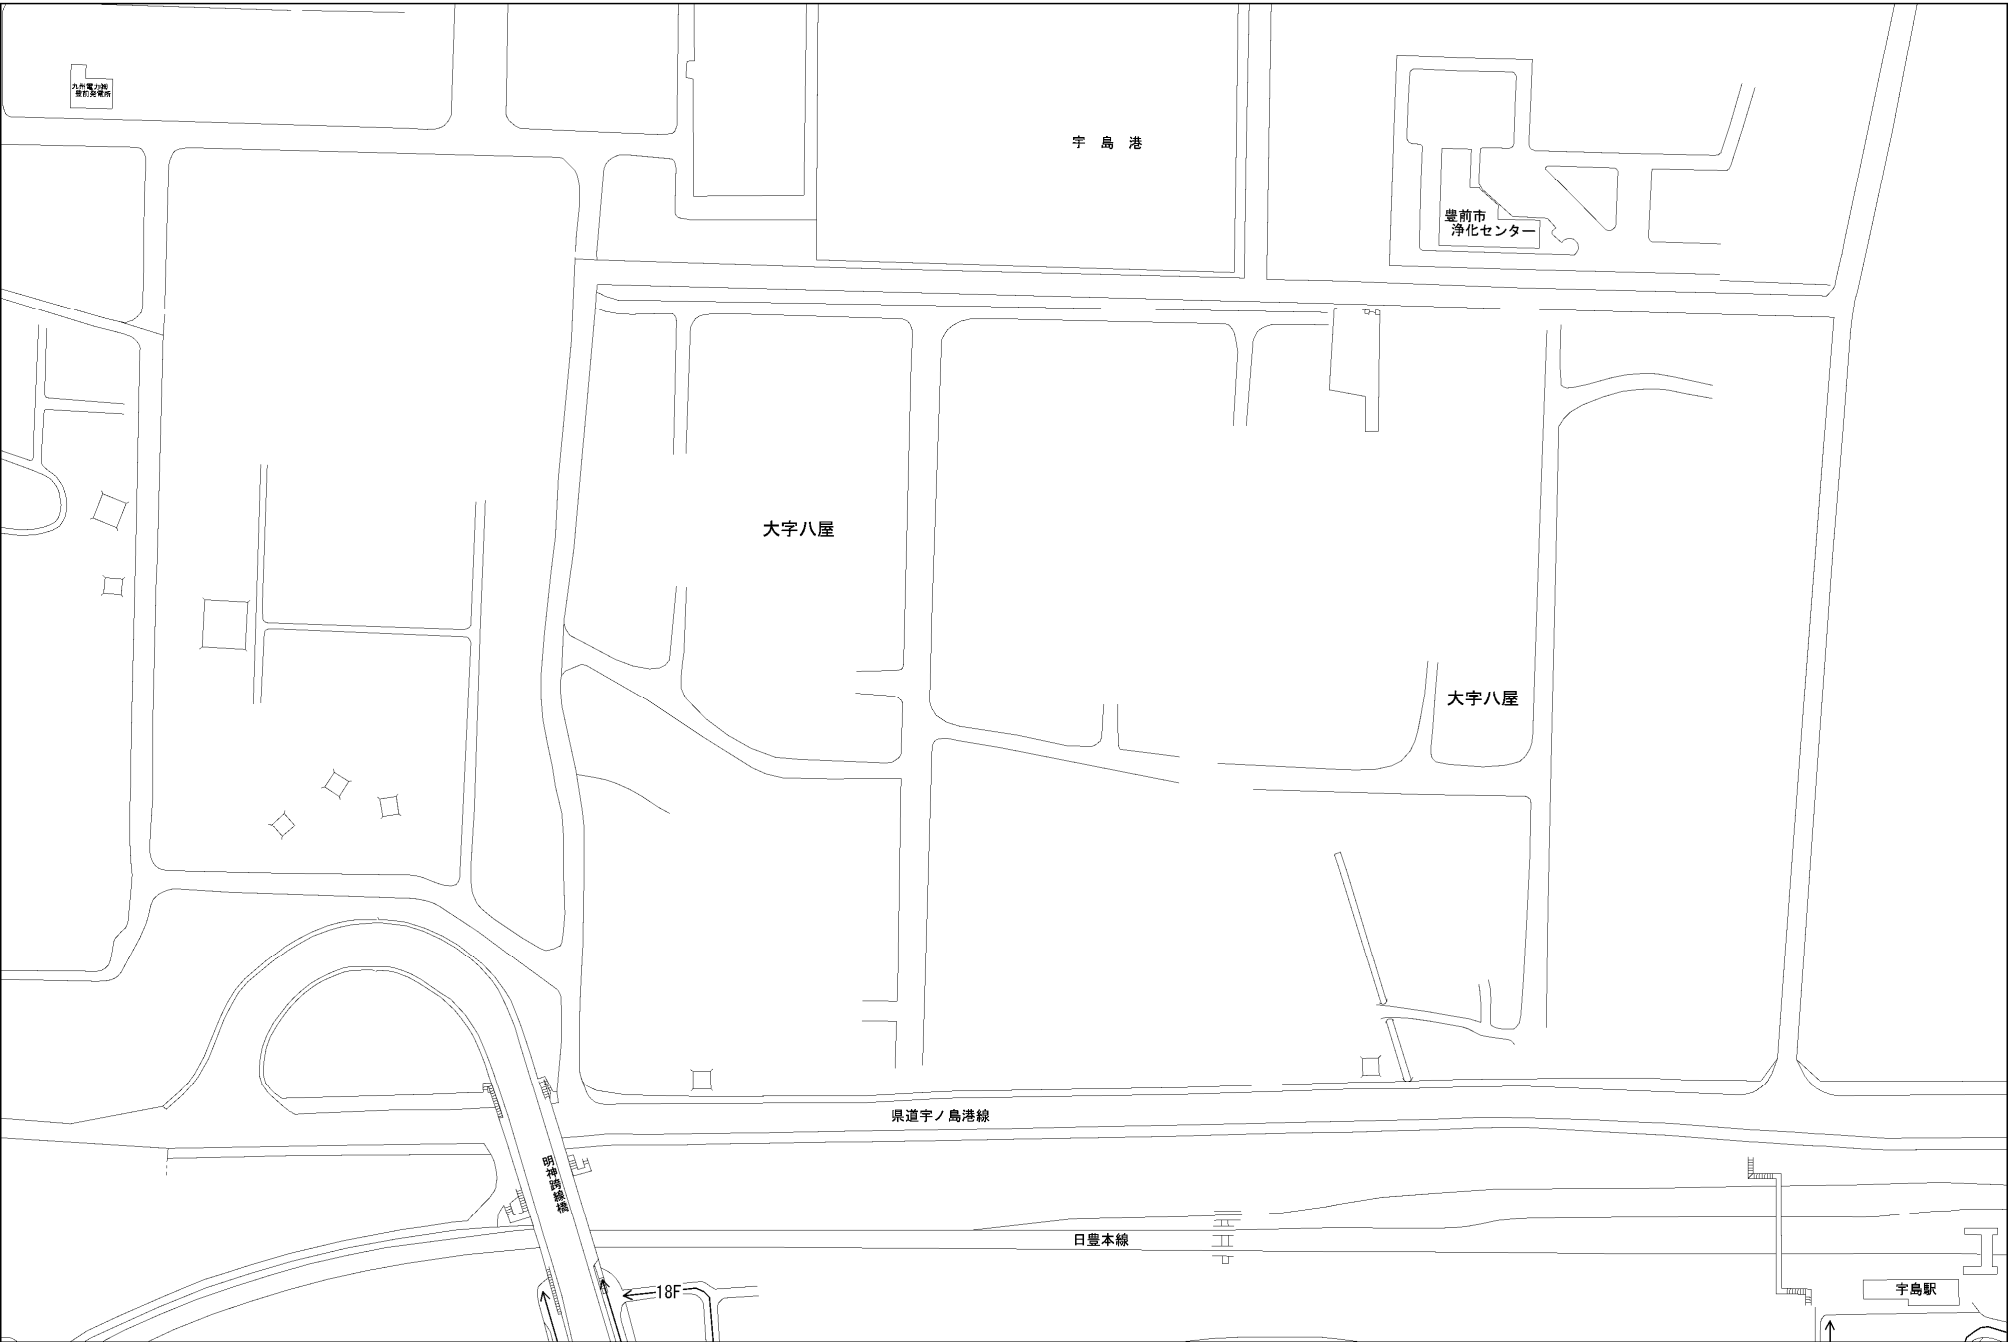 九州電力㈱
豊前発電所
宇島港
豊前市
浄化センター
大字八屋
大字八屋
県道宇ノ島港線
明神跨線橋
日豊本線
18F
宇島駅